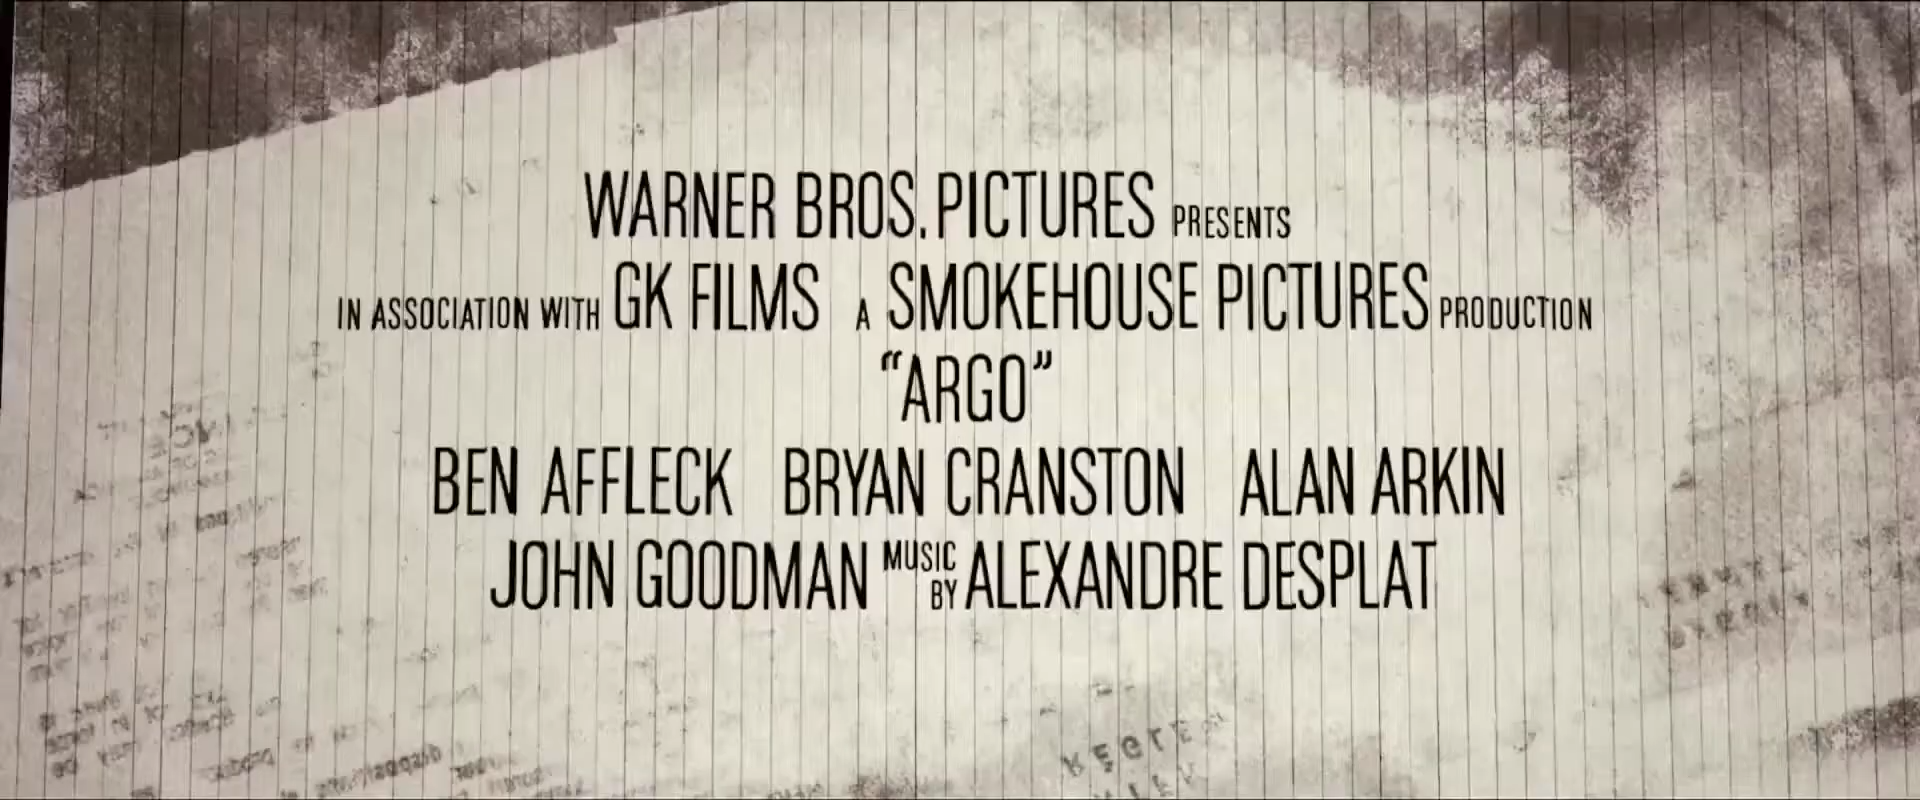 WARNER BROS. PICTURES PRESENTS
IN ASSOCIATION WITH GK FILMS A SMOKEHOUSE PICTURES PRODUCTION
“ARGO”
BEN AFFLECK BRYAN CRANSTON ALAN ARKIN
JOHN GOODMAN MUSIC BY ALEXANDRE DESPLAT